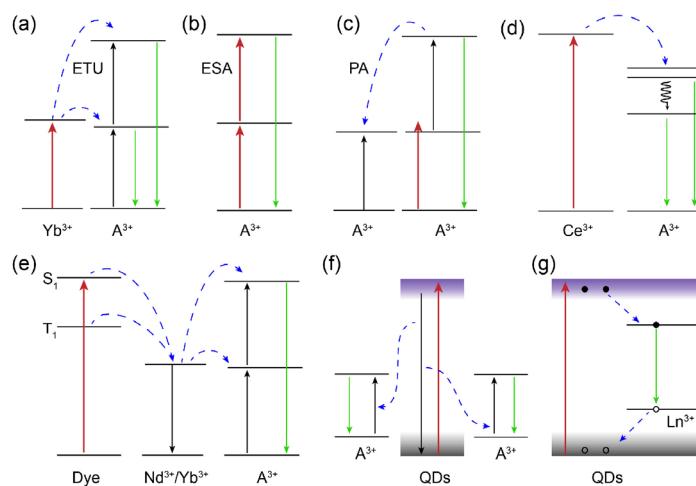 (a)
ETU
Yb³⁺
A³⁺
(b)
ESA
A³⁺
(c)
PA
A³⁺
A³⁺
(d)
Ce³⁺
A³⁺
(e)
S₁
T₁
Dye
Nd³⁺/Yb³⁺
A³⁺
(f)
A³⁺
QDs
A³⁺
(g)
Ln³⁺
QDs